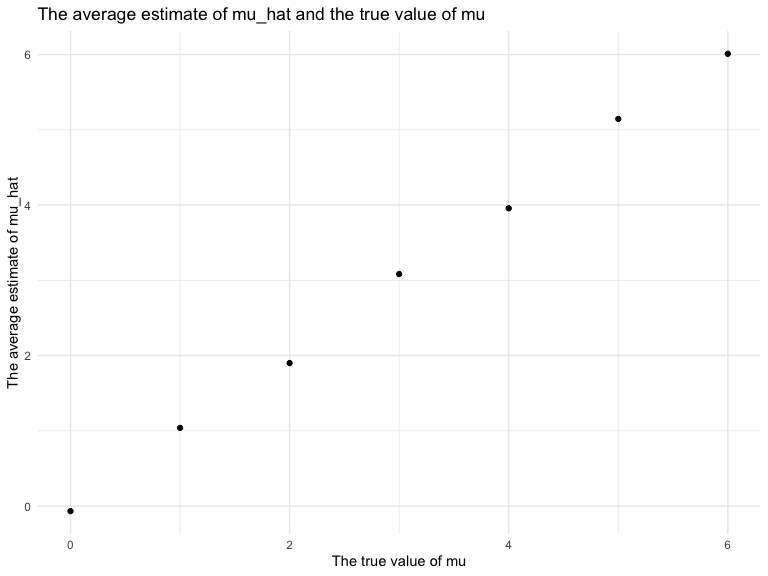 The average estimate of mu_hat and the true value of mu
The average estimate of mu_hat
6
4
2
0
0
2
4
6
The true value of mu